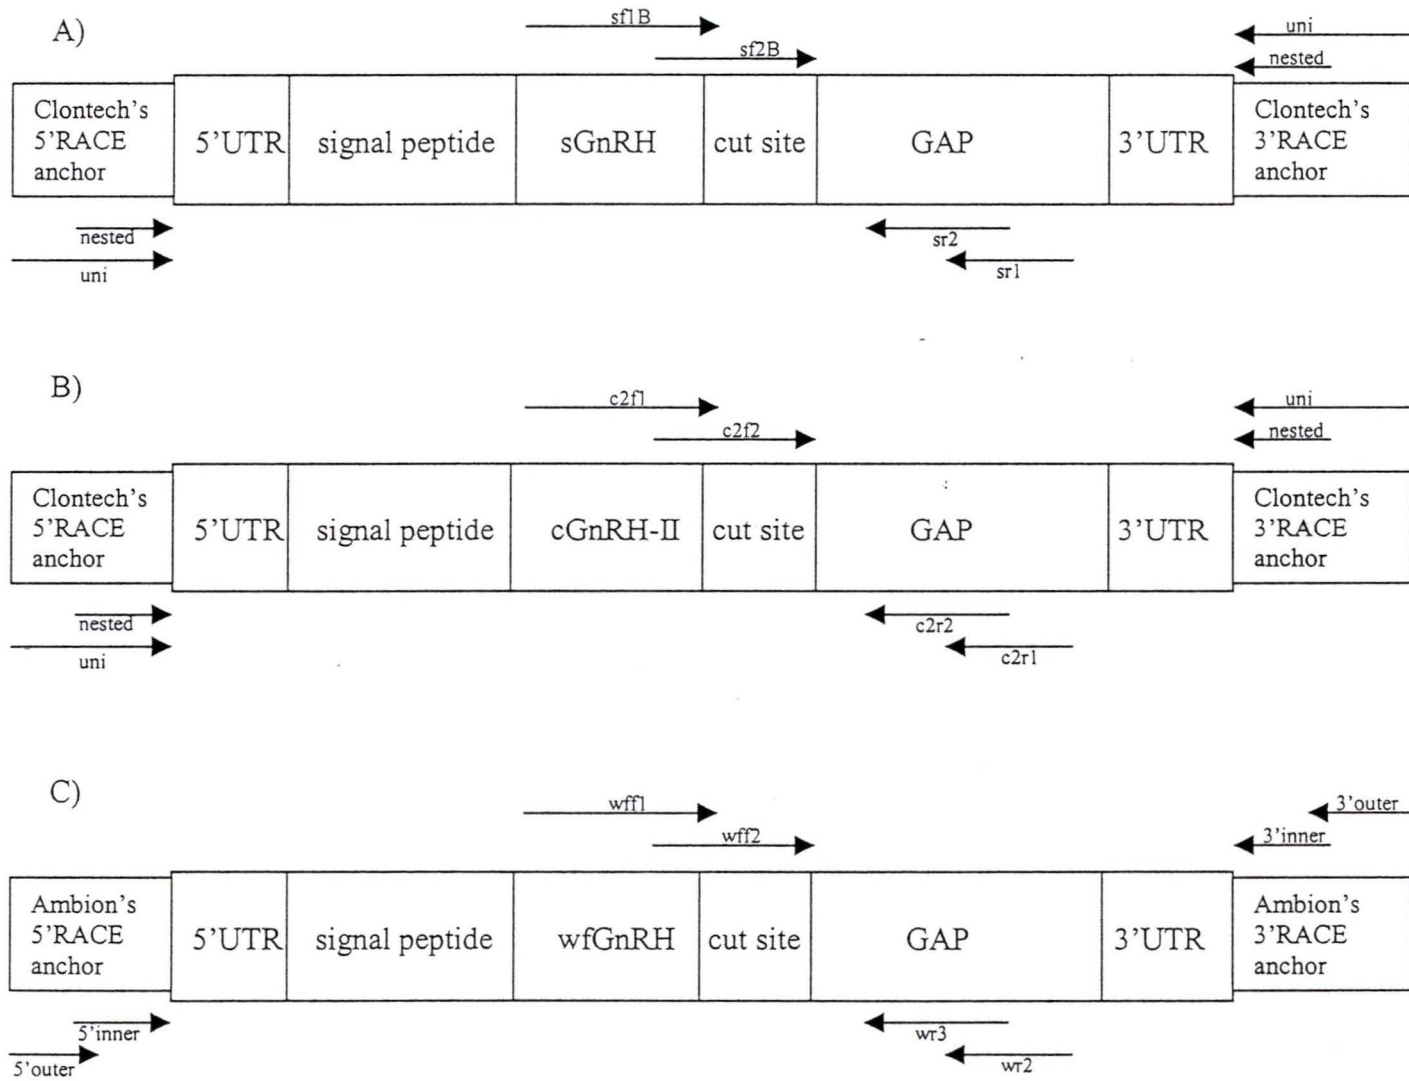 A)
sf1B
sf2B
uni
nested
Clontech's
5'RACE
anchor
5'UTR
signal peptide
sGnRH
cut site
GAP
3'UTR
Clontech's
3'RACE
anchor
nested
uni
sr2
sr1
B)
c2f1
c2f2
uni
nested
Clontech's
5'RACE
anchor
5'UTR
signal peptide
cGnRH-II
cut site
GAP
3'UTR
Clontech's
3'RACE
anchor
nested
uni
c2r2
c2r1
C)
wff1
wff2
3'outer
3'inner
Ambion's
5'RACE
anchor
5'UTR
signal peptide
wfGnRH
cut site
GAP
3'UTR
Ambion's
3'RACE
anchor
5'inner
5'outer
wr3
wr2